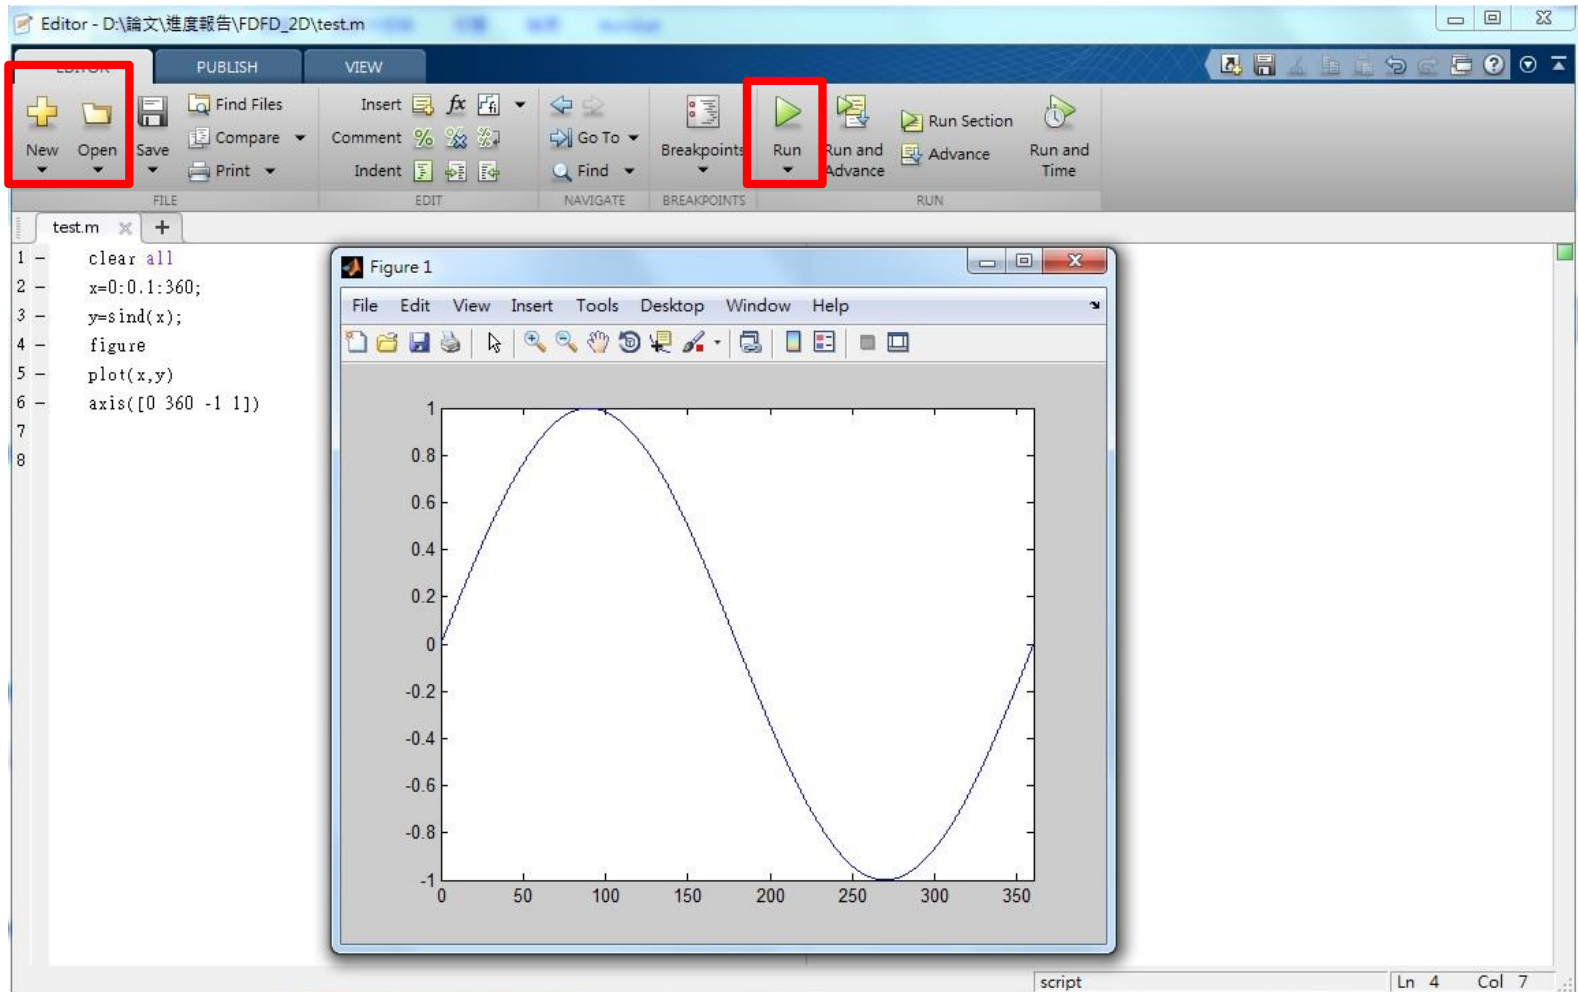 Editor - D:\論文\進度報告\FDFD_2D\test.m
EDITOR PUBLISH VIEW
New Open Save Find Files Compare Print
Insert fx Comment Indent
Go To Find
Breakpoints
Run Run and Advance Run Section Advance Run and Time
FILE EDIT NAVIGATE BREAKPOINTS RUN
test.m
1 clear all
2 x=0:0.1:360;
3 y=sind(x);
4 figure
5 plot(x,y)
6 axis([0 360 -1 1])
7
8
Figure 1
File Edit View Insert Tools Desktop Window Help
1
0.8
0.6
0.4
0.2
0
-0.2
-0.4
-0.6
-0.8
-1
0 50 100 150 200 250 300 350
script Ln 4 Col 7